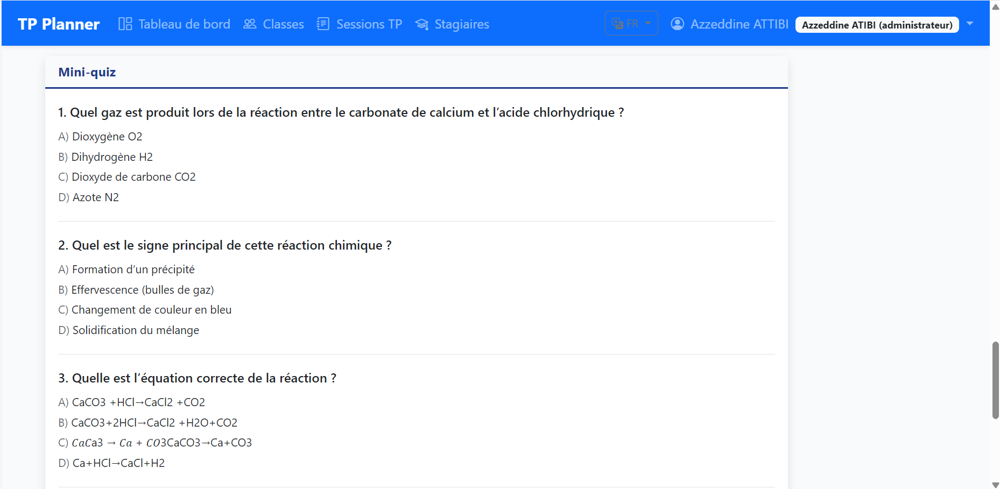 TP Planner Tableau de bord Classes Sessions TP Stagiaires FR Azzeddine ATTIBI Azzeddine ATIBI (administrateur)
Mini-quiz
1. Quel gaz est produit lors de la réaction entre le carbonate de calcium et l’acide chlorhydrique ?
A) Dioxygène O2
B) Dihydrogène H2
C) Dioxyde de carbone CO2
D) Azote N2
2. Quel est le signe principal de cette réaction chimique ?
A) Formation d’un précipité
B) Effervescence (bulles de gaz)
C) Changement de couleur en bleu
D) Solidification du mélange
3. Quelle est l’équation correcte de la réaction ?
A) CaCO3 +HCl→CaCl2 +CO2
B) CaCO3+2HCl→CaCl2 +H2O+CO2
C) 𝐶𝑎𝐶a3 → 𝐶𝑎 + 𝐶𝑂3CaCO3→Ca+CO3
D) Ca+HCl→CaCl+H2